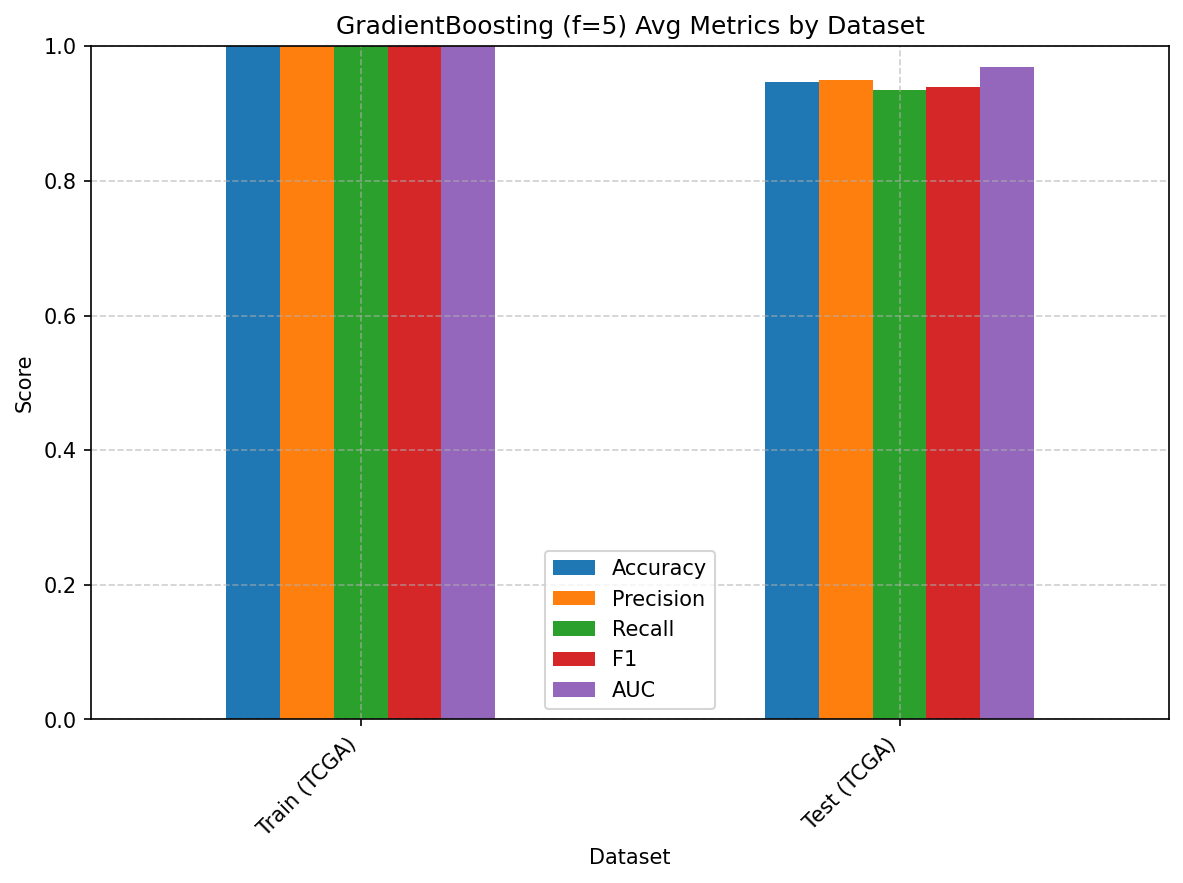 GradientBoosting (f=5) Avg Metrics by Dataset
1.0
0.8
0.6
0.4
0.2
0.0
Score
Accuracy
Precision
Recall
F1
AUC
Train (TCGA)
Test (TCGA)
Dataset